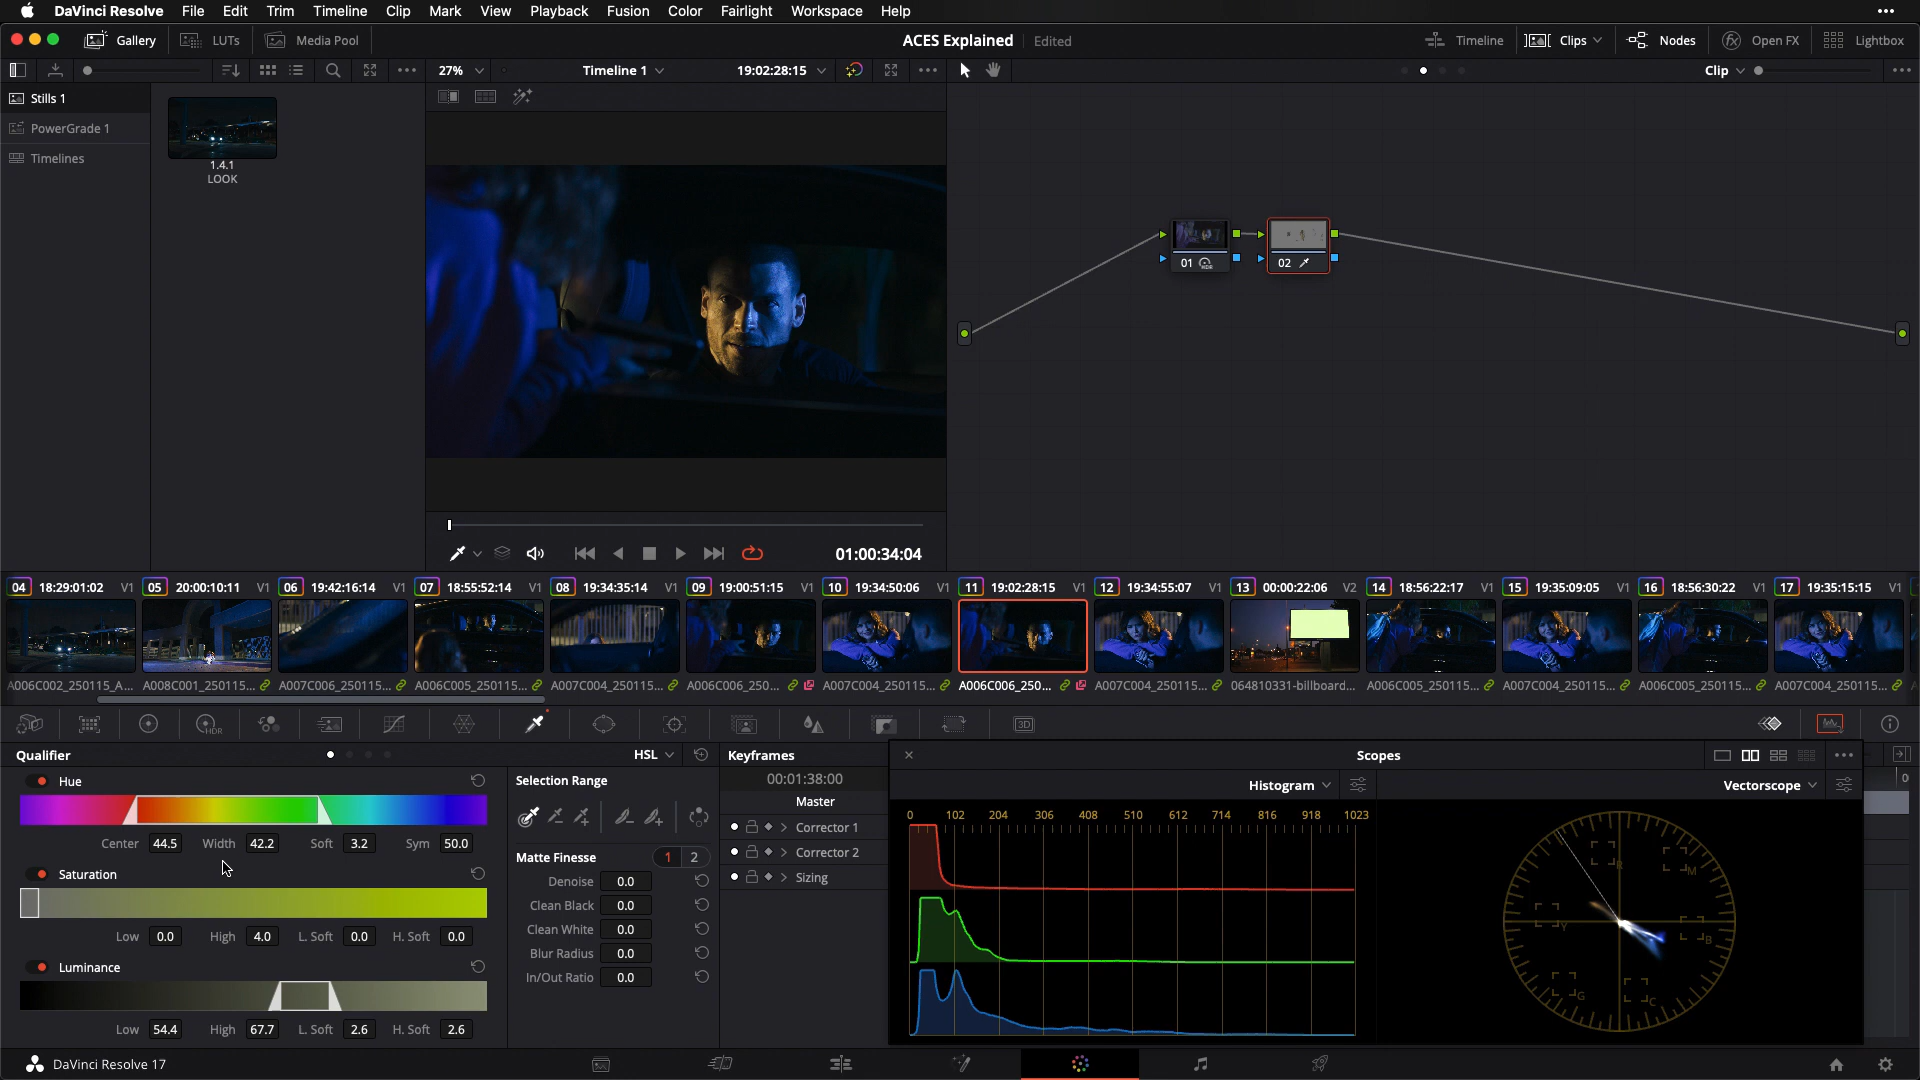 DaVinci Resolve File Edit Trim Timeline Clip Mark View Playback Fusion Color Fairlight Workspace Help
Gallery LUTs Media Pool ACES Explained Edited Timeline Clips Nodes Open FX Lightbox
27% Timeline 1 19:02:28:15 Clip
Stills 1
PowerGrade 1
Timelines
1.4.1
LOOK
01 HDR 02
01:00:34:04
04 18:29:01:02 V1 05 20:00:10:11 V1 06 19:42:16:14 V1 07 18:55:52:14 V1 08 19:34:35:14 V1 09 19:00:51:15 V1 10 19:34:50:06 V1 11 19:02:28:15 V1 12 19:34:55:07 V1 13 00:00:22:06 V2 14 18:56:22:17 V1 15 19:35:09:05 V1 16 18:56:30:22 V1 17 19:35:15:15 V1
A006C002_250115_A... A008C001_250115... A007C006_250115... A006C005_250115... A007C004_250115... A006C006_250... A007C004_250115... A006C006_250... A007C004_250115... 064810331-billboard... A006C005_250115... A007C004_250115... A006C005_250115... A007C004_250115...
HDR 3D
Qualifier HSL
Hue
Center 44.5 Width 42.2 Soft 3.2 Sym 50.0
Saturation
Low 0.0 High 4.0 L. Soft 0.0 H. Soft 0.0
Luminance
Low 54.4 High 67.7 L. Soft 2.6 H. Soft 2.6
Selection Range
Matte Finesse 1 2
Denoise 0.0
Clean Black 0.0
Clean White 0.0
Blur Radius 0.0
In/Out Ratio 0.0
Keyframes
00:01:38:00
Master
Corrector 1
Corrector 2
Sizing
Scopes
Histogram
0 102 204 306 408 510 612 714 816 918 1023
Vectorscope
R M
Y B
G C
0
DaVinci Resolve 17